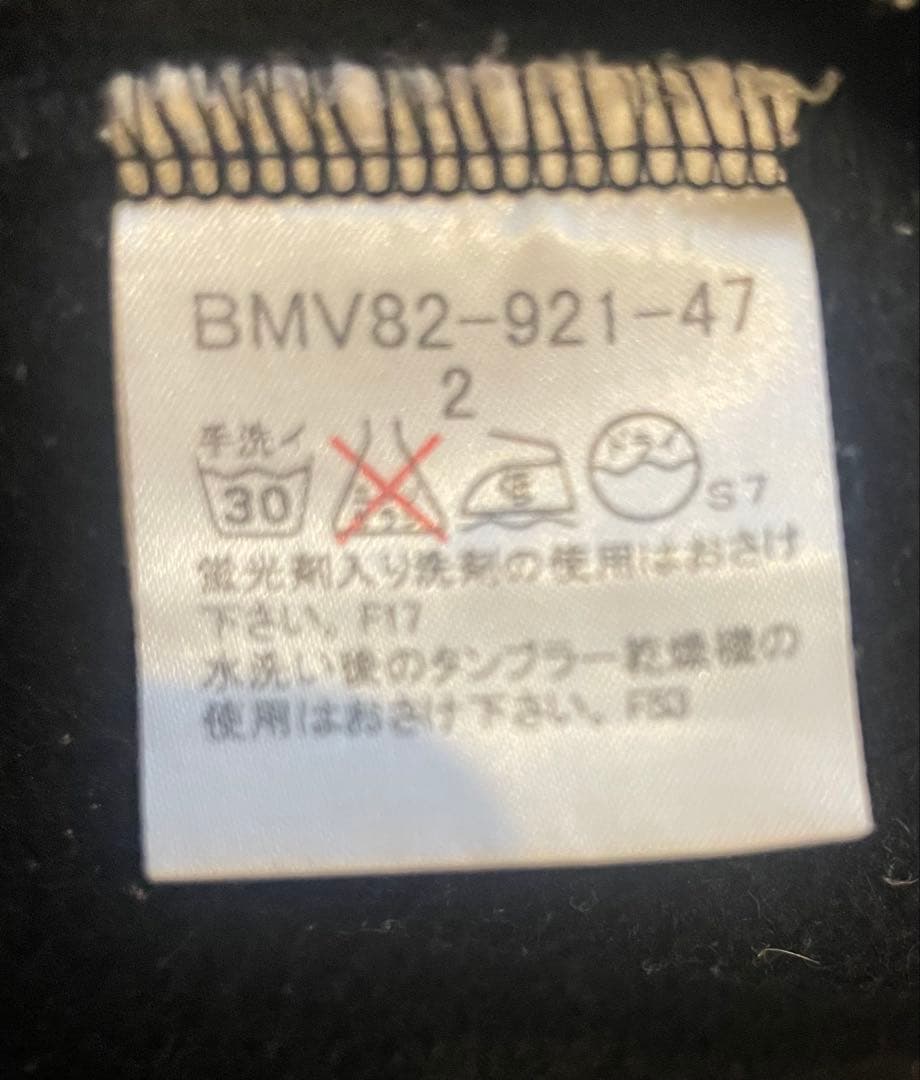 BMV82-921-47
2
手洗イ
30
中
ドライ
S7
蛍光剤入り洗剤の使用はおさけ
下さい。F17
水洗い後のタンブラー乾燥機の
使用はおさけ下さい。F53